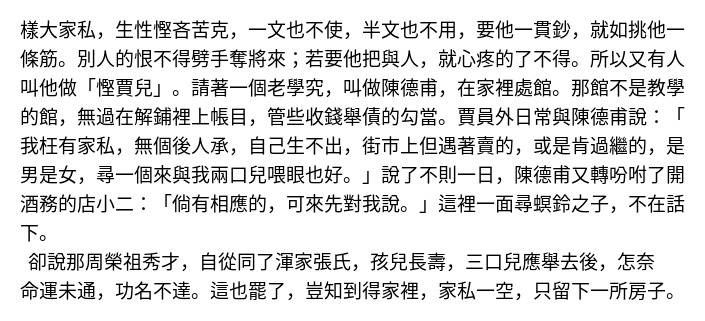 樣大家私，生性慳吝苦克，一文也不使，半文也不用，要他一貫鈔，就如挑他一
條筋。別人的恨不得劈手奪將來；若要他把與人，就心疼的了不得。所以又有人
叫他做「慳賈兒」。請著一個老學究，叫做陳德甫，在家裡處館。那館不是教學
的館，無過在解鋪裡上帳目，管些收錢舉債的勾當。賈員外日常與陳德甫說：「
我枉有家私，無個後人承，自己生不出，街巿上但遇著賣的，或是肯過繼的，是
男是女，尋一個來與我兩口兒喂眼也好。」說了不則一日，陳德甫又轉吩咐了開
酒務的店小二：「倘有相應的，可來先對我說。」這裡一面尋螟鈴之子，不在話
下。
卻說那周榮祖秀才，自從同了渾家張氏，孩兒長壽，三口兒應舉去後，怎奈
命運未通，功名不達。這也罷了，豈知到得家裡，家私一空，只留下一所房子。